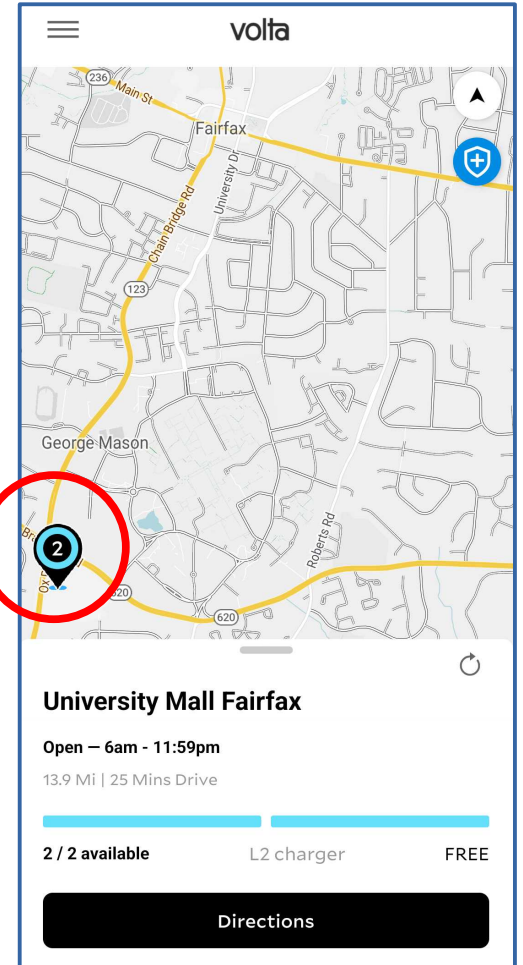 volta
236
Main St
Fairfax
University Dr
Chain Bridge Rd
123
George Mason
2
Roberts Rd
620
620
University Mall Fairfax
Open — 6am - 11:59pm
13.9 Mi | 25 Mins Drive
2 / 2 available L2 charger FREE
Directions